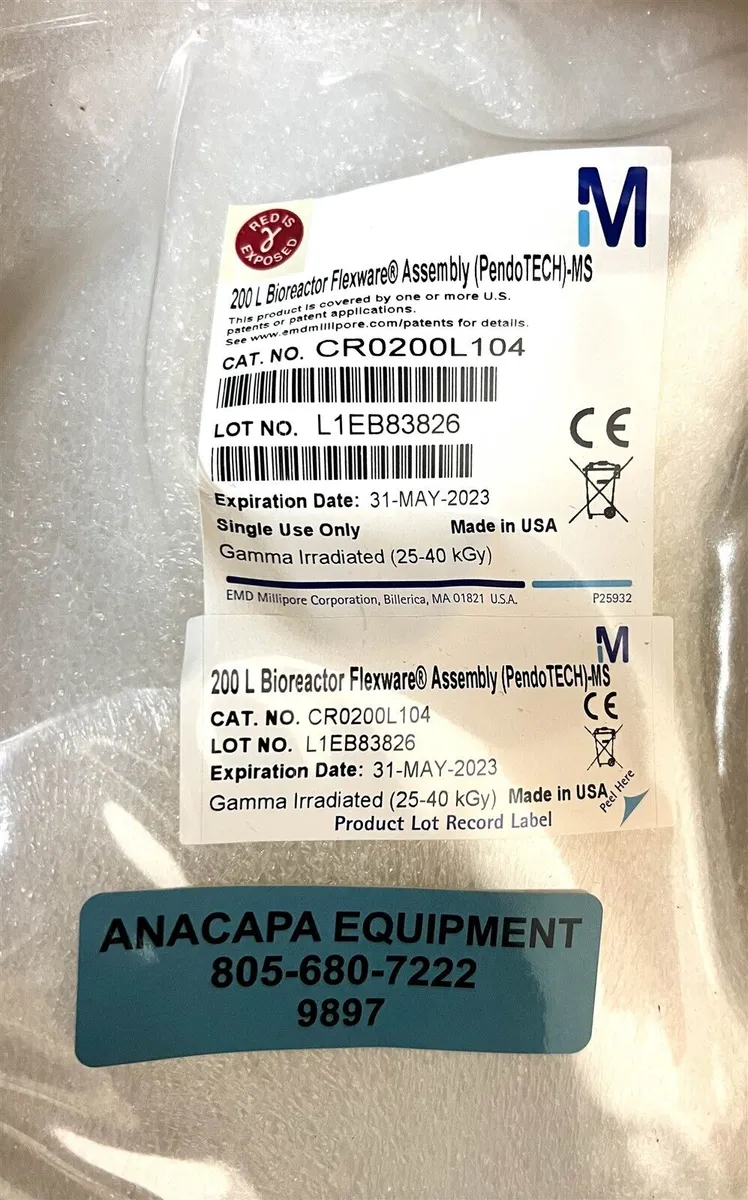 RED IS
γ
EXPOSED
M
200 L Bioreactor Flexware® Assembly (PendoTECH)-MS
This product is covered by one or more U.S.
patents or patent applications.
See www.emdmillipore.com/patents for details.
CAT. NO. CR0200L104
LOT NO. L1EB83826
CE
Expiration Date: 31-MAY-2023
Single Use Only Made in USA
Gamma Irradiated (25-40 kGy)
EMD Millipore Corporation, Billerica, MA 01821 U.S.A. P25932
M
200 L Bioreactor Flexware® Assembly (PendoTECH)-MS
CAT. NO. CR0200L104
CE
LOT NO. L1EB83826
Expiration Date: 31-MAY-2023
Gamma Irradiated (25-40 kGy) Made in USA
Peel Here
Product Lot Record Label
ANACAPA EQUIPMENT
805-680-7222
9897